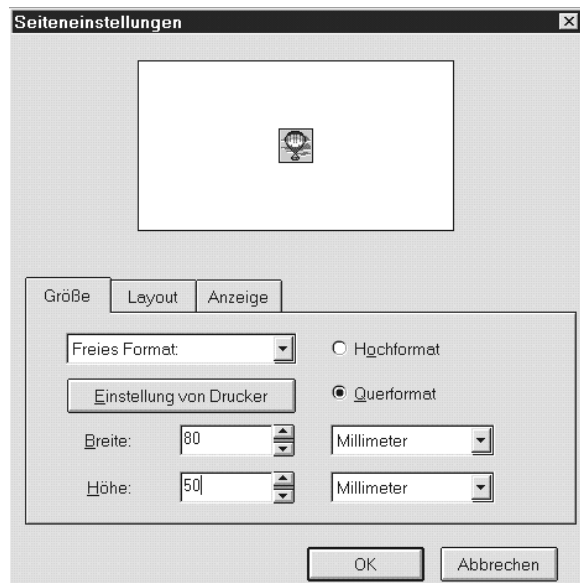 Seiteneinstellungen
Größe Layout Anzeige
Freies Format: Hochformat
Einstellung von Drucker Querformat
Breite: 80 Millimeter
Höhe: 50 Millimeter
OK Abbrechen